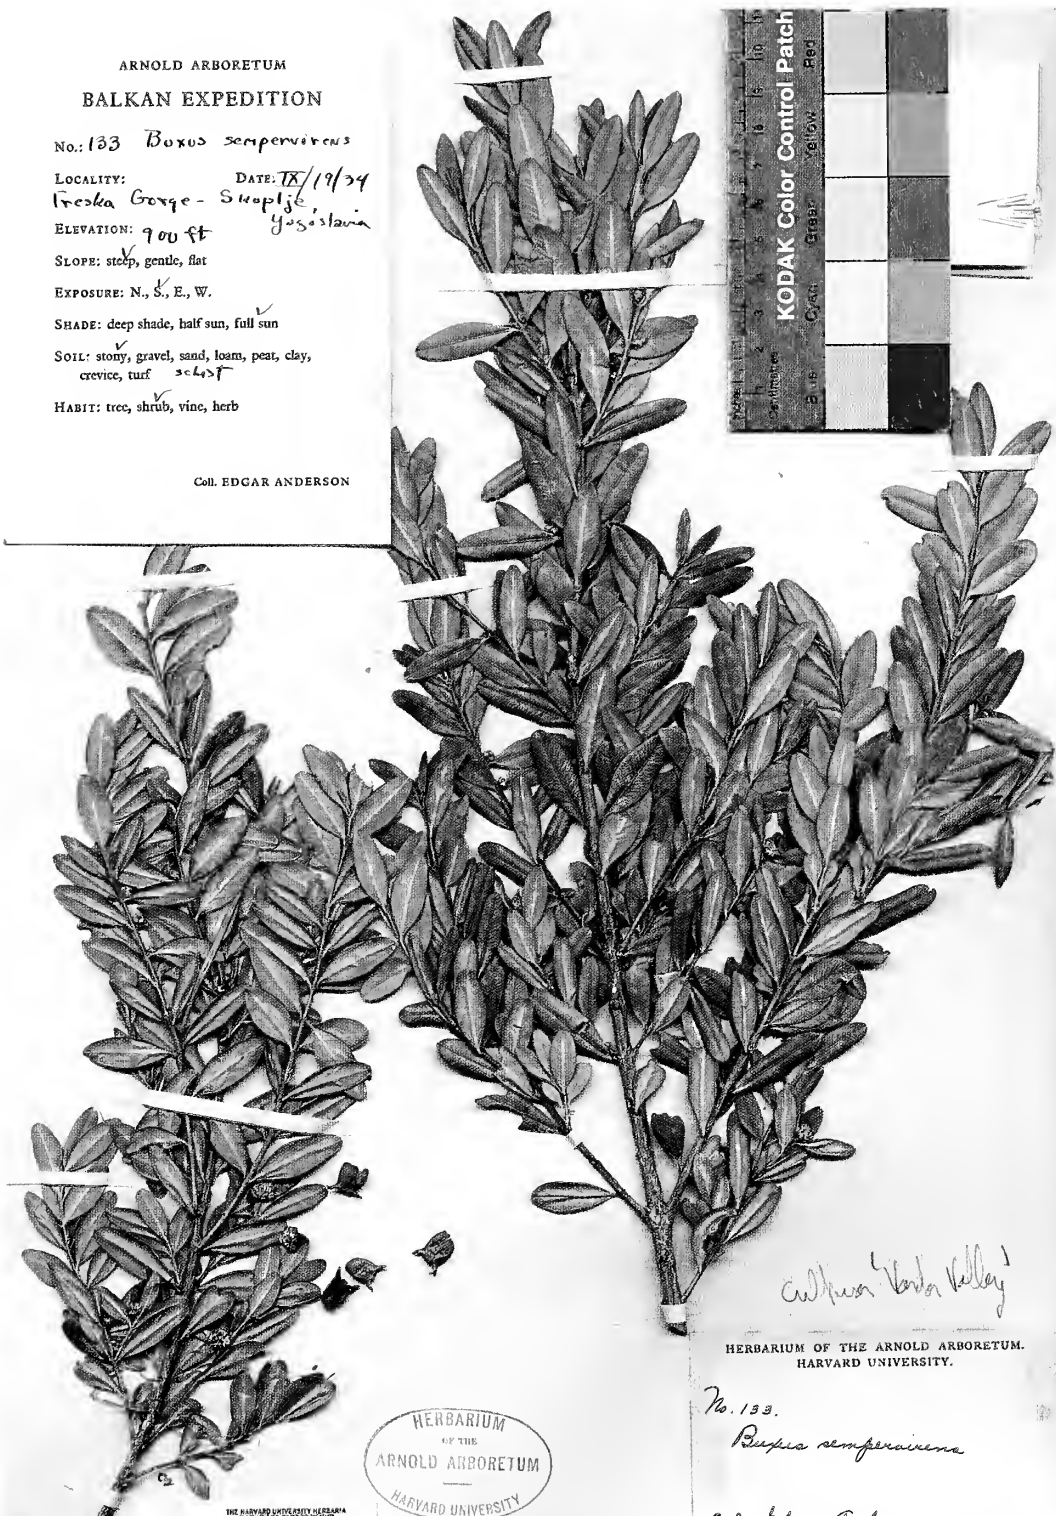 ARNOLD ARBORETUM
BALKAN EXPEDITION
No.: 133 Buxus sempervirens
LOCALITY: DATE: IX/19/34
Treska Gorge - Skoplje,
Yugoslavia
ELEVATION: 900 ft
SLOPE: steep, gentle, flat
EXPOSURE: N., S., E., W.
SHADE: deep shade, half sun, full sun
SOIL: stony, gravel, sand, loam, peat, clay,
crevice, turf schist
HABIT: tree, shrub, vine, herb
Coll. EDGAR ANDERSON
KODAK Color Control Patch
Blue Cyan Green Yellow Red
Centimetres
cultivar 'Vardar Valley'
HERBARIUM OF THE ARNOLD ARBORETUM.
HARVARD UNIVERSITY.
No. 133.
Buxus sempervirens
HERBARIUM
OF THE
ARNOLD ARBORETUM
HARVARD UNIVERSITY
THE HARVARD UNIVERSITY HERBARIA